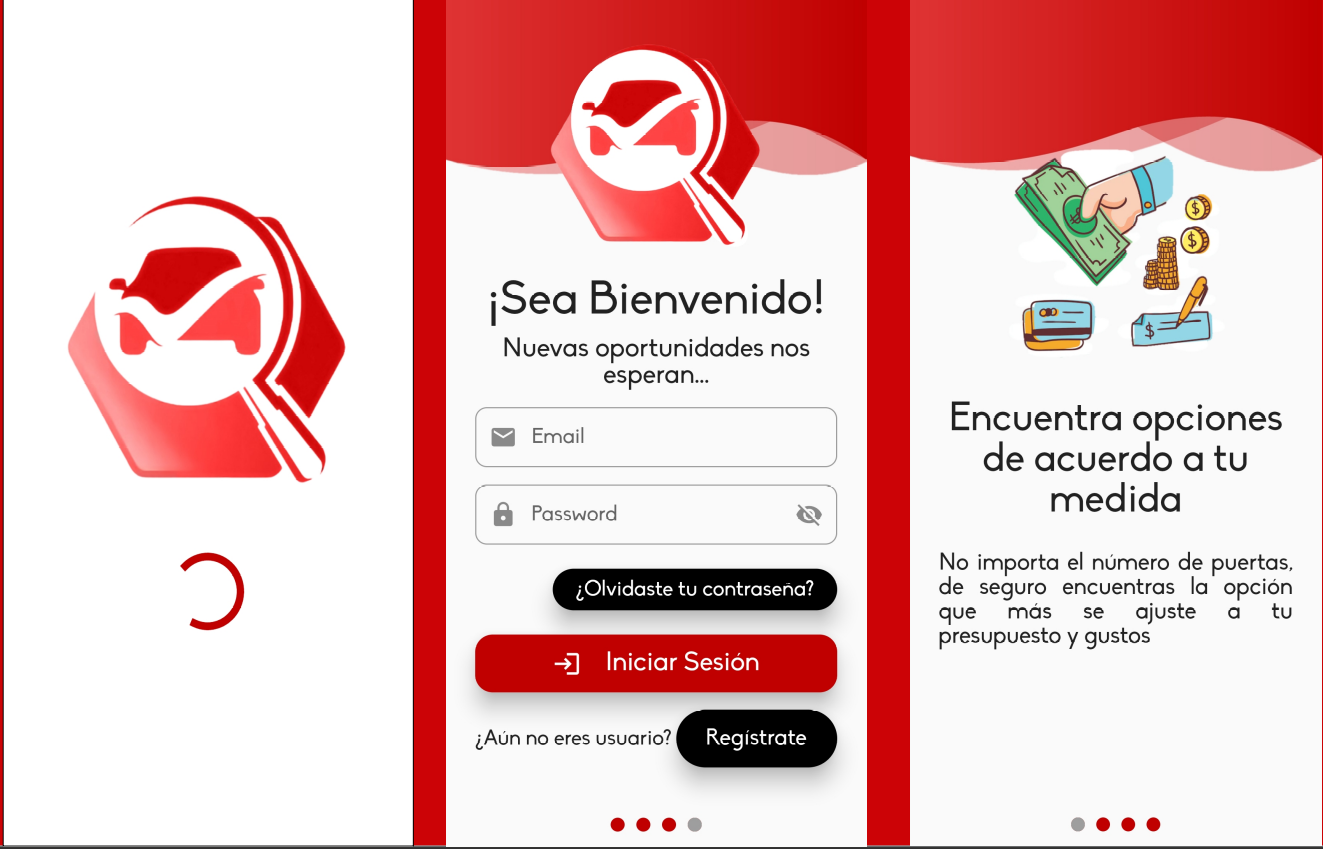 ¡Sea Bienvenido!
Nuevas oportunidades nos
esperan...
Email
Password
¿Olvidaste tu contraseña?
Iniciar Sesión
¿Aún no eres usuario? Regístrate
$
$
$
$
Encuentra opciones
de acuerdo a tu
medida
No importa el número de puertas,
de seguro encuentras la opción
que más se ajuste a tu
presupuesto y gustos